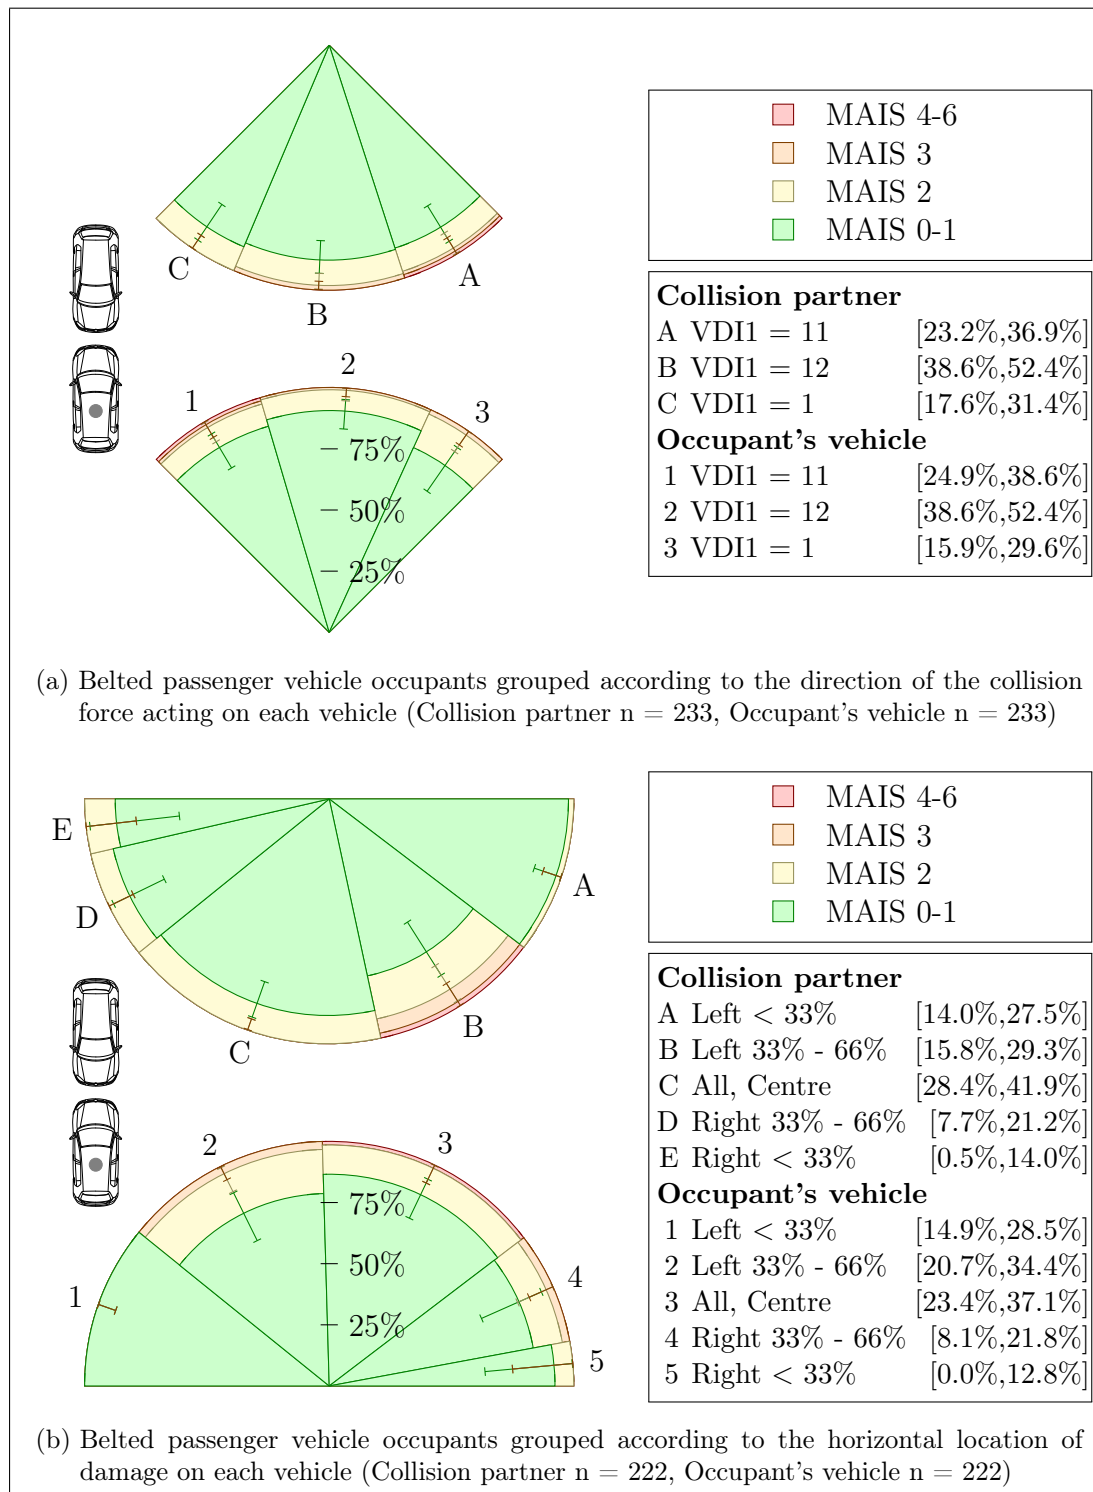 C
B
A
1
2
3
75%
50%
25%
MAIS 4-6
MAIS 3
MAIS 2
MAIS 0-1
Collision partner
A VDI1 = 11 [23.2%,36.9%]
B VDI1 = 12 [38.6%,52.4%]
C VDI1 = 1 [17.6%,31.4%]
Occupant's vehicle
1 VDI1 = 11 [24.9%,38.6%]
2 VDI1 = 12 [38.6%,52.4%]
3 VDI1 = 1 [15.9%,29.6%]
(a) Belted passenger vehicle occupants grouped according to the direction of the collision
force acting on each vehicle (Collision partner n = 233, Occupant's vehicle n = 233)
E
D
C
B
A
1
2
3
4
5
75%
50%
25%
MAIS 4-6
MAIS 3
MAIS 2
MAIS 0-1
Collision partner
A Left < 33% [14.0%,27.5%]
B Left 33% - 66% [15.8%,29.3%]
C All, Centre [28.4%,41.9%]
D Right 33% - 66% [7.7%,21.2%]
E Right < 33% [0.5%,14.0%]
Occupant's vehicle
1 Left < 33% [14.9%,28.5%]
2 Left 33% - 66% [20.7%,34.4%]
3 All, Centre [23.4%,37.1%]
4 Right 33% - 66% [8.1%,21.8%]
5 Right < 33% [0.0%,12.8%]
(b) Belted passenger vehicle occupants grouped according to the horizontal location of
damage on each vehicle (Collision partner n = 222, Occupant's vehicle n = 222)